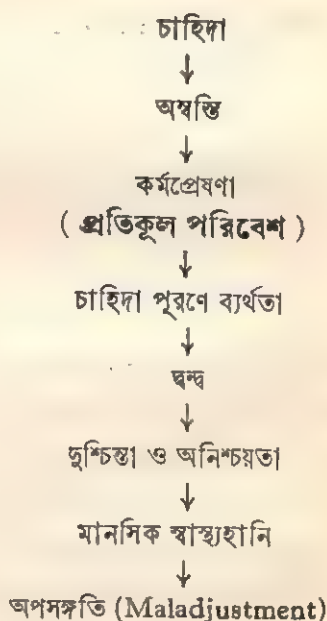 চাহিদা
↓
অস্বস্তি
↓
কর্মপ্রেষণা
( প্রতিকূল পরিবেশ )
↓
চাহিদা পূরণে ব্যর্থতা
↓
দ্বন্দ্ব
↓
দুশ্চিন্তা ও অনিশ্চয়তা
↓
মানসিক স্বাস্থ্যহানি
↓
অপসঙ্গতি (Maladjustment)